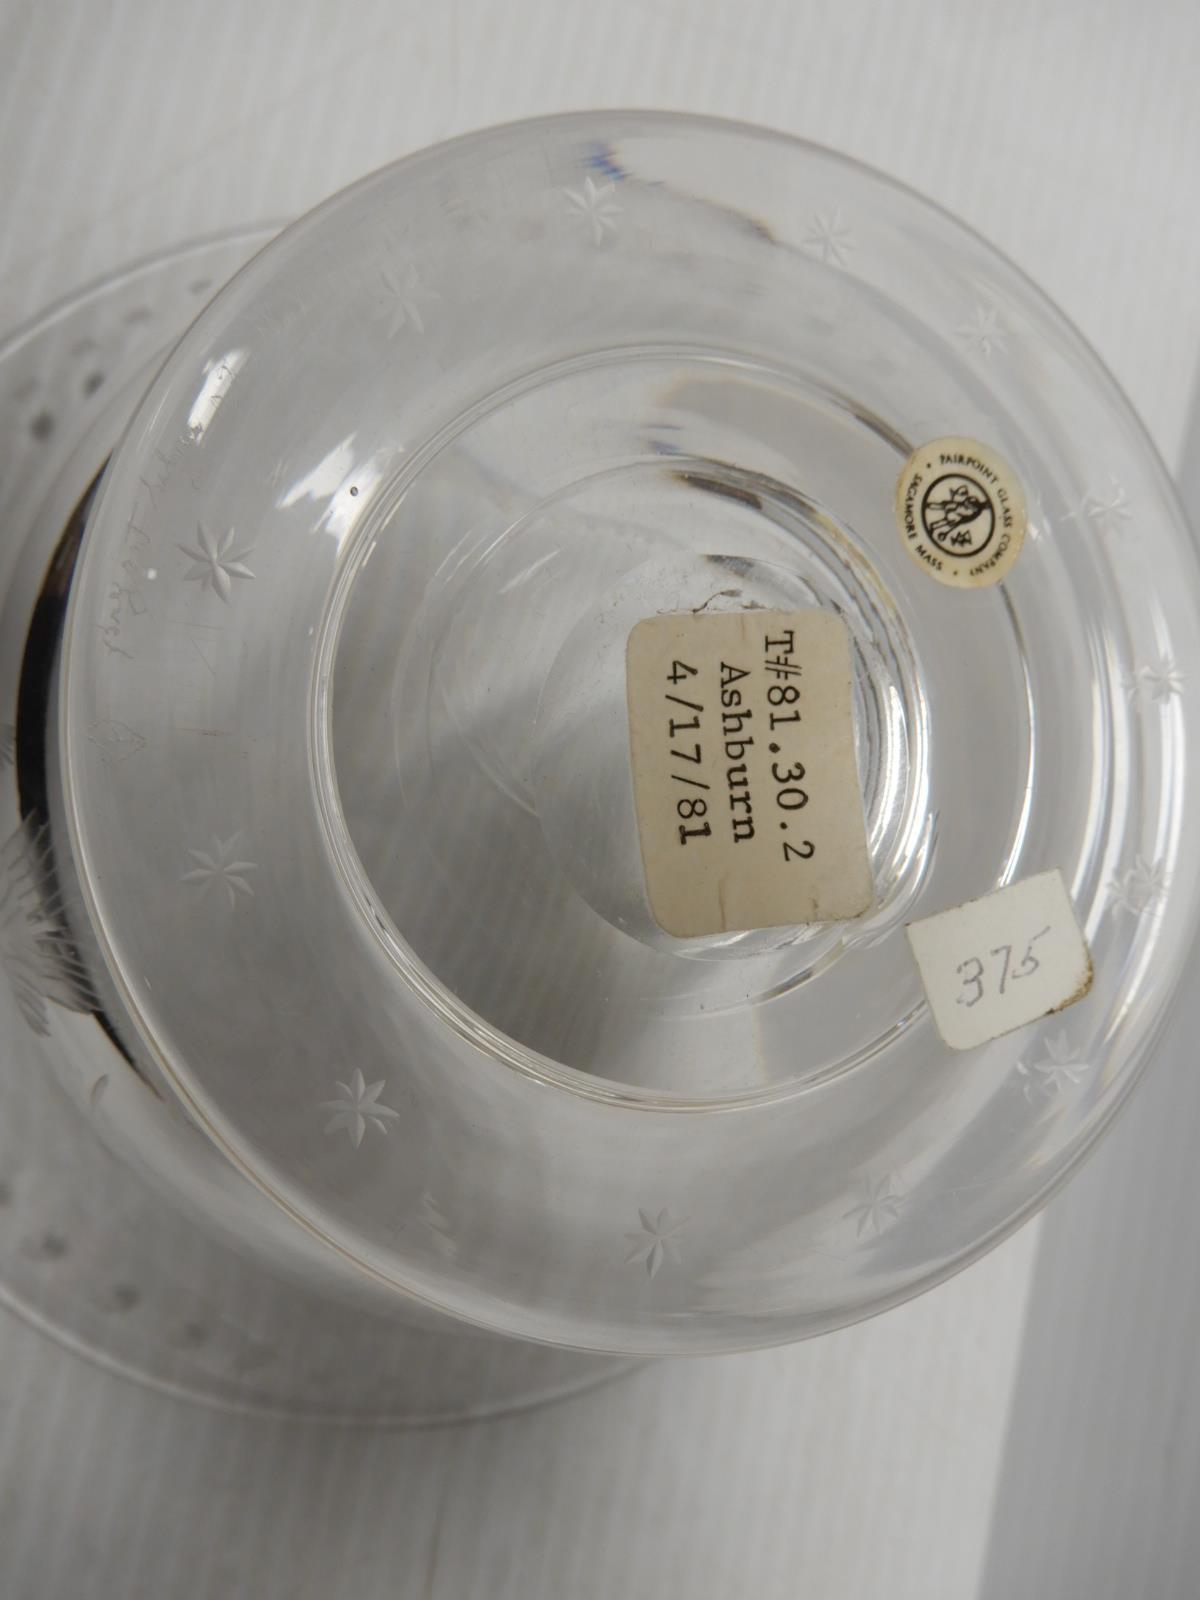 T#81.30.2
Ashburn
4/17/81
PAIRPOINT GLASS COMPANY • SAGAMORE MASS •
375